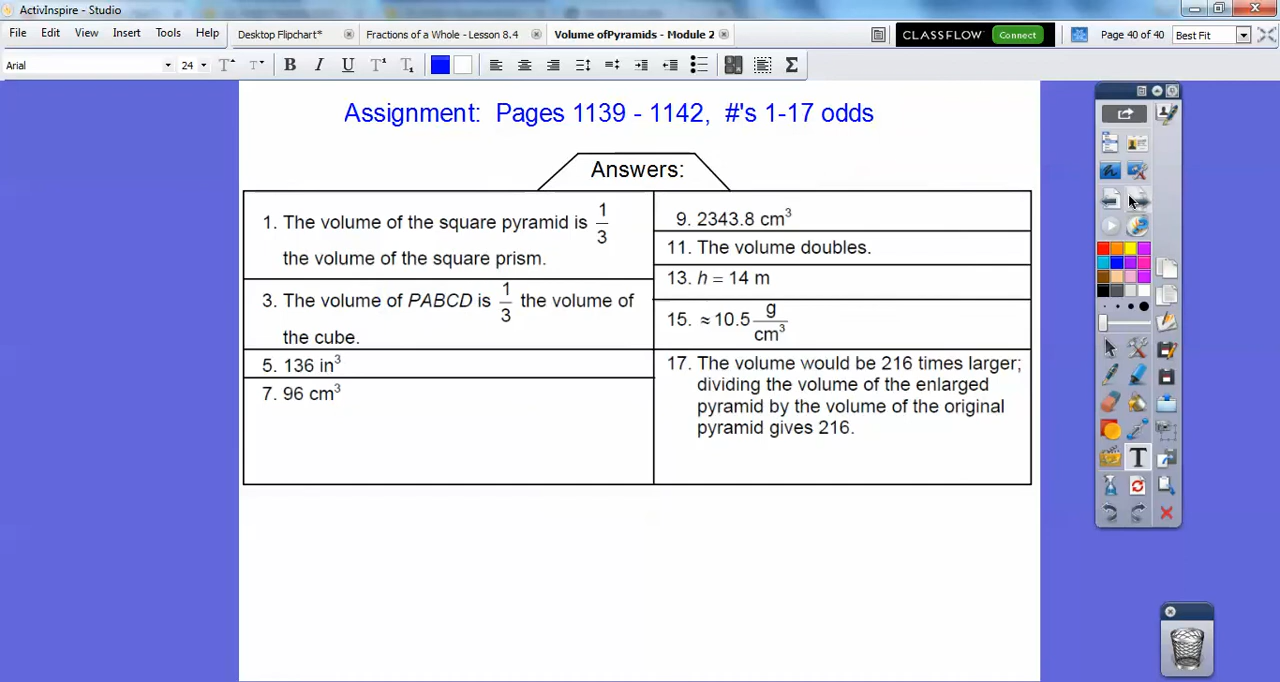 ActivInspire - Studio
File Edit View Insert Tools Help
Desktop Flipchart* Fractions of a Whole - Lesson 8.4 Volume ofPyramids - Module 2
CLASSFLOW Connect Page 40 of 40 Best Fit
Arial 24 B I U T T Σ
Assignment: Pages 1139 - 1142, #'s 1-17 odds
Answers:
1. The volume of the square pyramid is 1/3
the volume of the square prism.
3. The volume of PABCD is 1/3 the volume of
the cube.
5. 136 in³
7. 96 cm³
9. 2343.8 cm³
11. The volume doubles.
13. h = 14 m
15. ≈ 10.5 g/cm³
17. The volume would be 216 times larger;
dividing the volume of the enlarged
pyramid by the volume of the original
pyramid gives 216.
T